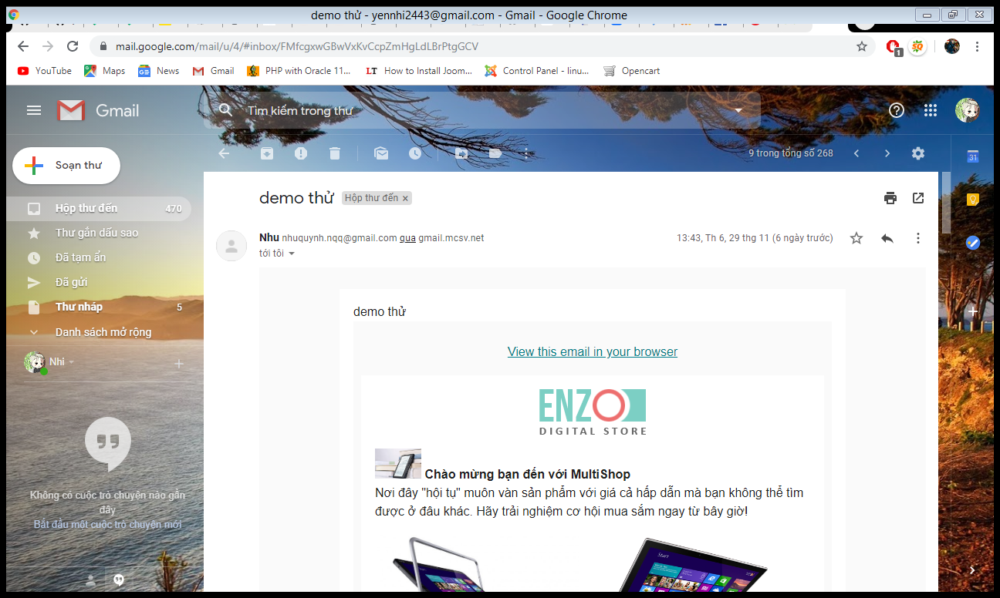 demo thử - yennhi2443@gmail.com - Gmail - Google Chrome
mail.google.com/mail/u/4/#inbox/FMfcgxwGBwVxKvCcpZmHgLdLBrPtgGCV
1
SQ
YouTube
Maps
News
Gmail
PHP with Oracle 11...
LT How to Install Joom...
Control Panel - linu...
Opencart
Gmail
Tìm kiếm trong thư
Soạn thư
9 trong tổng số 268
31
Hộp thư đến 470
Thư gắn dấu sao
Đã tạm ẩn
Đã gửi
Thư nháp 5
Danh sách mở rộng
Nhi
Không có cuộc trò chuyện nào gần
đây
Bắt đầu một cuộc trò chuyện mới
demo thử Hộp thư đến x
Nhu nhuquynh.nqq@gmail.com qua gmail.mcsv.net
13:43, Th 6, 29 thg 11 (6 ngày trước)
tới tôi
demo thử
View this email in your browser
ENZO
DIGITAL STORE
Chào mừng bạn đến với MultiShop
Nơi đây "hội tụ" muôn vàn sản phẩm với giá cả hấp dẫn mà bạn không thể tìm
được ở đâu khác. Hãy trải nghiệm cơ hội mua sắm ngay từ bây giờ!
Start